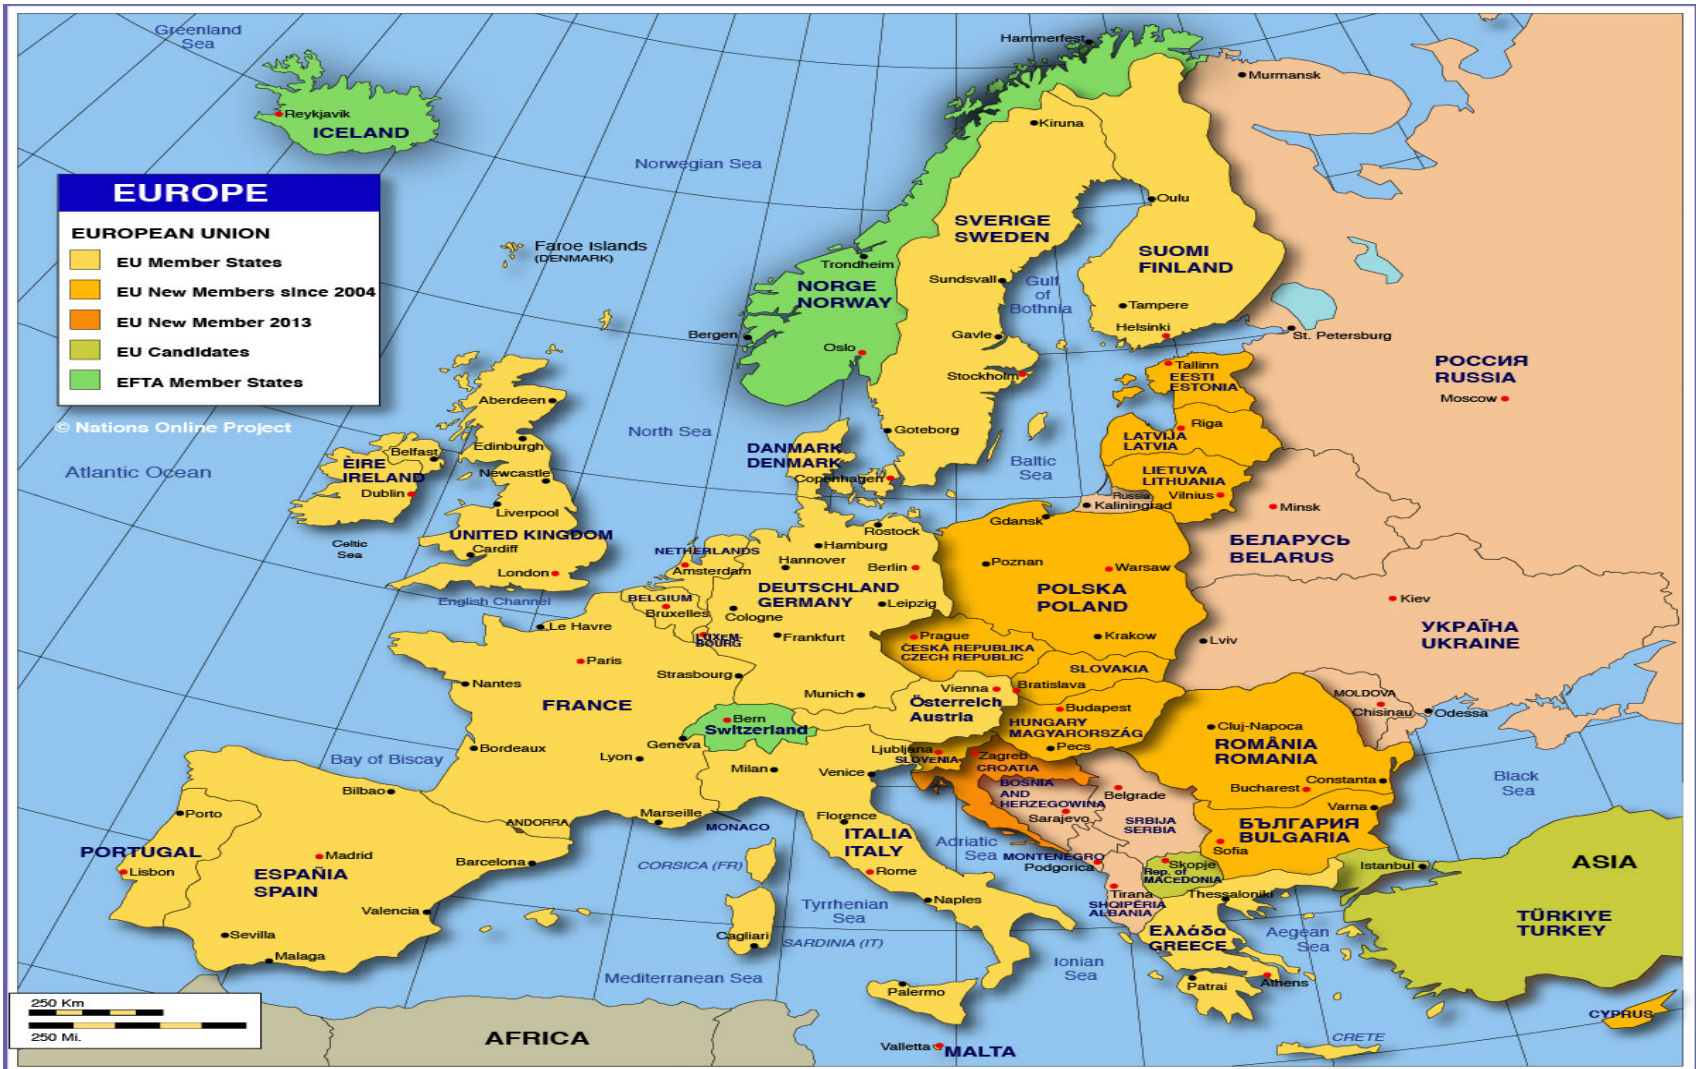 Greenland
Sea
Hammerfest
Murmansk
Reykjavik
ICELAND
Kiruna
Norwegian Sea
EUROPE
EUROPEAN UNION
EU Member States
EU New Members since 2004
EU New Member 2013
EU Candidates
EFTA Member States
© Nations Online Project
Faroe Islands
(DENMARK)
Oulu
SVERIGE
SWEDEN
SUOMI
FINLAND
Trondheim
NORGE
NORWAY
Sundsvall
Gulf
of
Bothnia
Tampere
Helsinki
St. Petersburg
Bergen
Oslo
Gavle
Stockholm
Tallinn
EESTI
ESTONIA
РОССИЯ
RUSSIA
Moscow
Aberdeen
North Sea
Goteborg
Riga
LATVIJA
LATVIA
Edinburgh
Belfast
ÈIRE
IRELAND
Dublin
Newcastle
Atlantic Ocean
DANMARK
DENMARK
Copenhagen
Baltic
Sea
LIETUVA
LITHUANIA
Vilnius
Russia
Kaliningrad
Minsk
Liverpool
UNITED KINGDOM
Cardiff
London
Celtic
Sea
English Channel
Gdansk
Rostock
Hamburg
NETHERLANDS
Amsterdam
Hannover
Berlin
БЕЛАРУСЬ
BELARUS
Poznan
Warsaw
DEUTSCHLAND
GERMANY
Leipzig
POLSKA
POLAND
BELGIUM
Bruxelles
Cologne
Kiev
Le Havre
LUXEM-
BOURG
Frankfurt
Prague
ČESKÁ REPUBLIKA
CZECH REPUBLIC
Krakow
Lviv
УКРАЇНА
UKRAINE
Paris
Strasbourg
SLOVAKIA
Nantes
Munich
Vienna
Bratislava
Österreich
Austria
MOLDOVA
Chisinau
Odessa
FRANCE
Bern
Switzerland
Geneva
Budapest
HUNGARY
MAGYARORSZÁG
Pecs
Cluj-Napoca
ROMÂNIA
ROMANIA
Bordeaux
Bay of Biscay
Lyon
Milan
Venice
Ljubljana
SLOVENIA
Zagreb
CROATIA
BOSNIA
AND
HERZEGOWINA
Sarajevo
Belgrade
SRBIJA
SERBIA
Bucharest
Constanta
Black
Sea
Bilbao
Porto
ANDORRA
Marseille
MONACO
Florence
ITALIA
ITALY
Adriatic
Sea
Varna
БЪЛГАРИЯ
BULGARIA
Sofia
PORTUGAL
Lisbon
Madrid
ESPAÑIA
SPAIN
Barcelona
CORSICA (FR)
Rome
MONTENEGRO
Podgorica
Skopje
Rep. of
MACEDONIA
Istanbul
ASIA
Valencia
Tyrrhenian
Sea
Naples
Tirana
SHQIPËRIA
ALBANIA
Thessaloniki
TÜRKIYE
TURKEY
Sevilla
Malaga
Cagliari
SARDINIA (IT)
Ελλάδα
GREECE
Aegean
Sea
Mediterranean Sea
Ionian
Sea
Palermo
Patrai
Athens
250 Km
250 Mi.
AFRICA
Valletta
MALTA
CRETE
CYPRUS